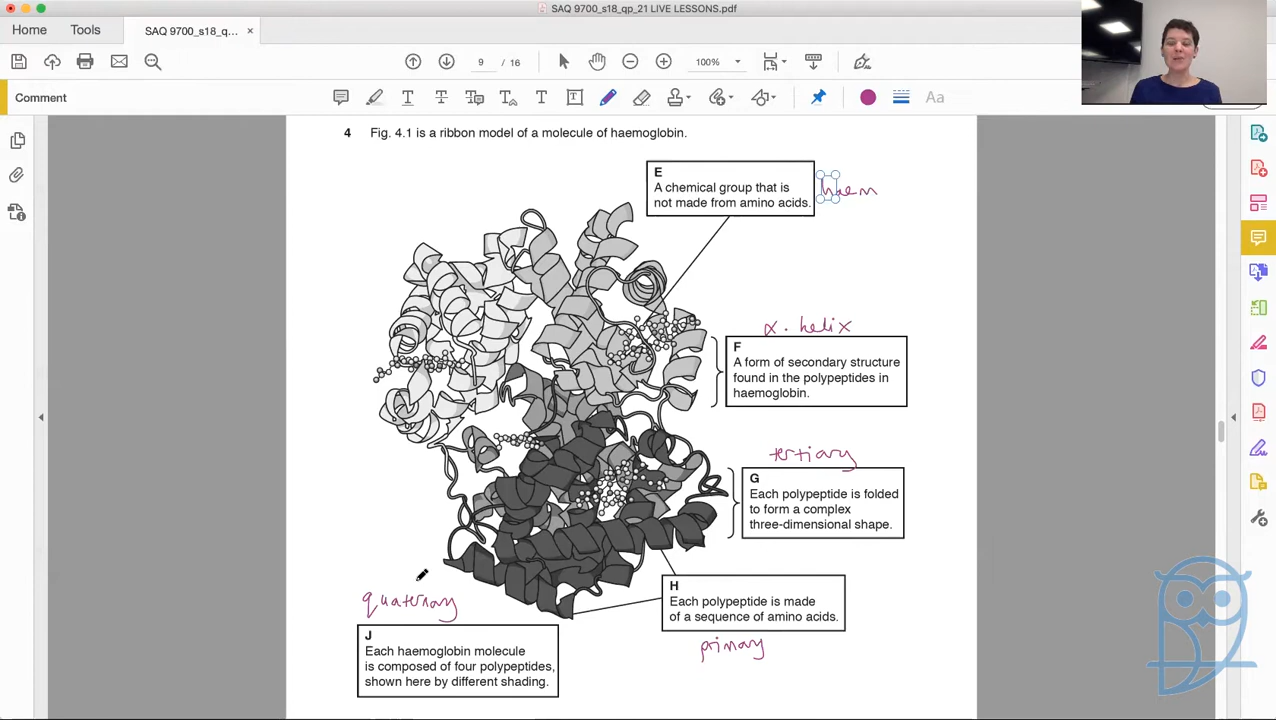 SAQ 9700_s18_qp_21 LIVE LESSONS.pdf
Home
Tools
SAQ 9700_s18_q...
×
9 / 16
100%
Comment
Aa
4 Fig. 4.1 is a ribbon model of a molecule of haemoglobin.
E
A chemical group that is
not made from amino acids.
haem
α. helix
F
A form of secondary structure
found in the polypeptides in
haemoglobin.
tertiary
G
Each polypeptide is folded
to form a complex
three-dimensional shape.
H
Each polypeptide is made
of a sequence of amino acids.
primary
quaternary
J
Each haemoglobin molecule
is composed of four polypeptides,
shown here by different shading.